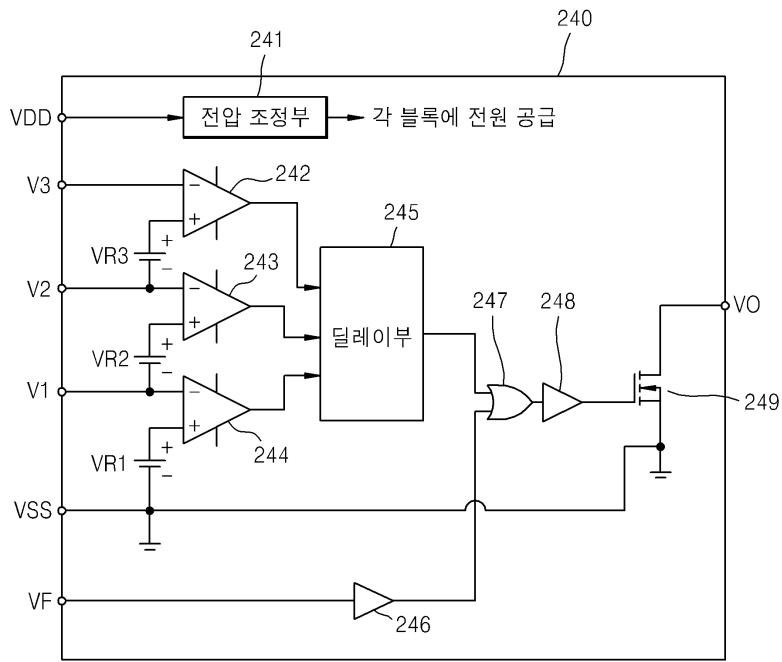 240
241
VDD
전압 조정부
각 블록에 전원 공급
V3
−
242
+
+
VR3
−
245
V2
−
243
+
+
VR2
−
딜레이부
247
248
VO
V1
−
249
+
244
+
VR1
−
VSS
VF
246